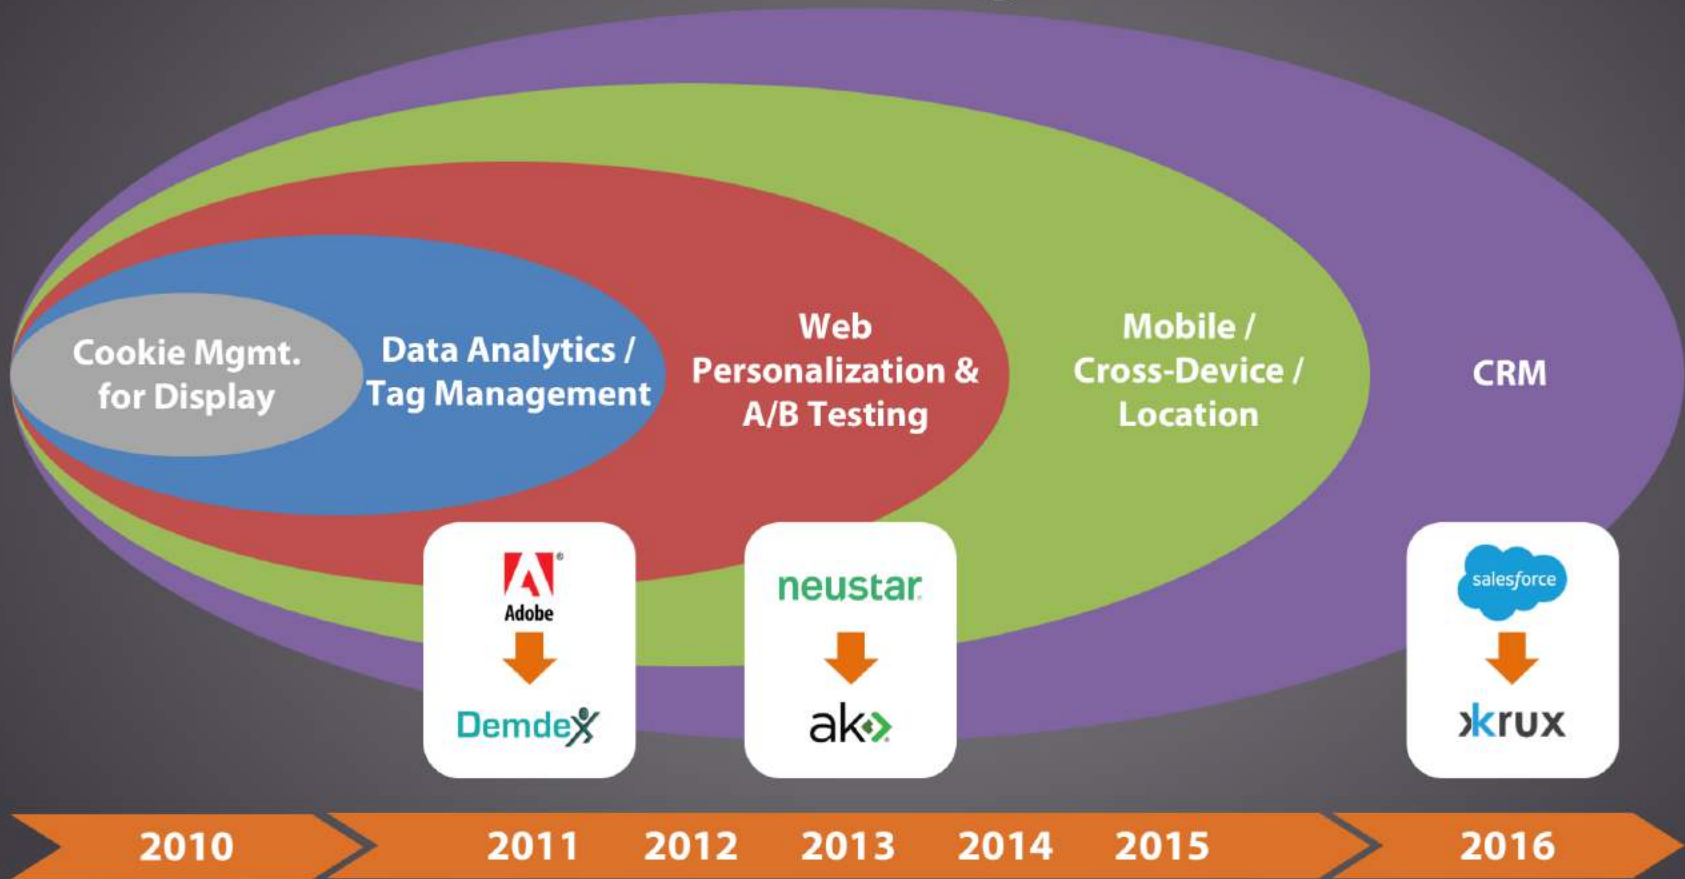 Cookie Mgmt.
for Display
Data Analytics /
Tag Management
Web
Personalization &
A/B Testing
Mobile /
Cross-Device /
Location
CRM
Adobe
Demdex
neustar
ak
salesforce
krux
2010
2011
2012
2013
2014
2015
2016